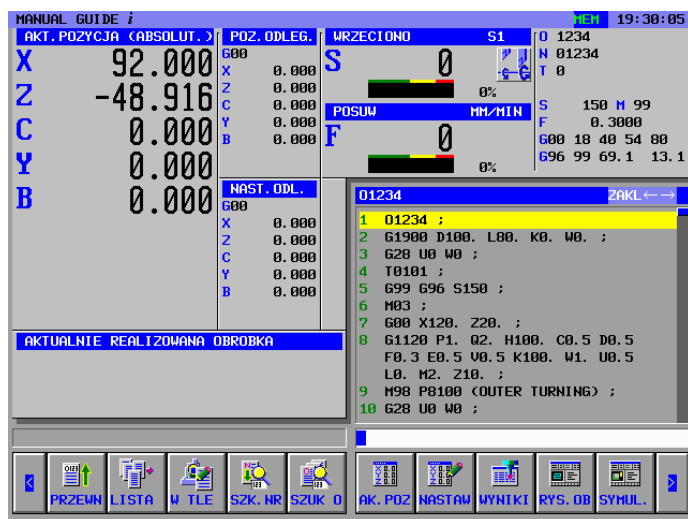 MANUAL GUIDE i MEM 19:30:05
AKT.POZYCJA (ABSOLUT.)
X 92.000
Z -48.916
C 0.000
Y 0.000
B 0.000
POZ.ODLEG.
G00
X 0.000
Z 0.000
C 0.000
Y 0.000
B 0.000
NAST.ODL.
G00
X 0.000
Z 0.000
C 0.000
Y 0.000
B 0.000
WRZECIONO S1
S 0
0%
POSUW MM/MIN
F 0
0%
O 1234
N 01234
T 0
S 150 M 99
F 0.3000
G00 18 40 54 80
G96 99 69.1 13.1
AKTUALNIE REALIZOWANA OBROBKA
O1234 ZAKL←→
1 O1234 ;
2 G1900 D100. L80. K0. W0. ;
3 G28 U0 W0 ;
4 T0101 ;
5 G99 G96 S150 ;
6 M03 ;
7 G00 X120. Z20. ;
8 G1120 P1. Q2. H100. C0.5 D0.5
F0.3 E0.5 V0.5 K100. W1. U0.5
L0. M2. Z10. ;
9 M98 P8100 (OUTER TURNING) ;
10 G28 U0 W0 ;
PRZEWN LISTA W TLE SZK.NR SZUK O AK.POZ NASTAW WYNIKI RYS.OB SYMUL.